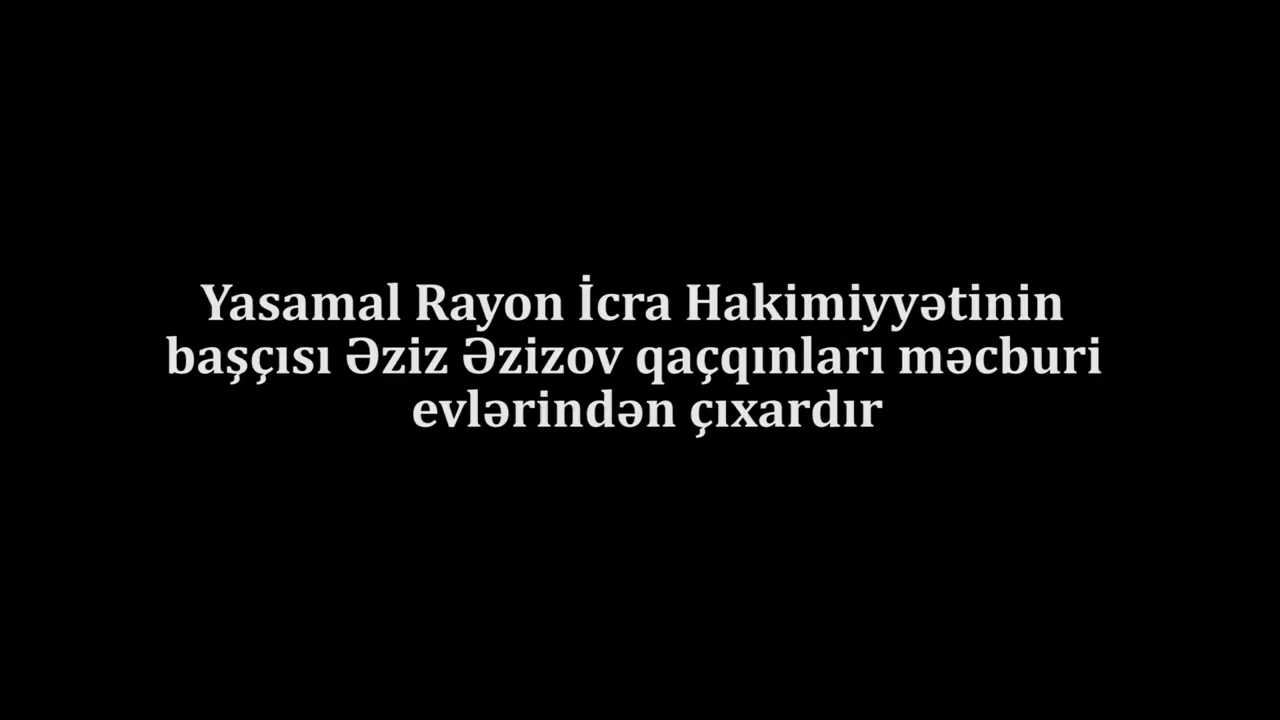 Yasamal Rayon İcra Hakimiyyətinin
başçısı Əziz Əzizov qaçqınları məcburi
evlərindən çıxardır